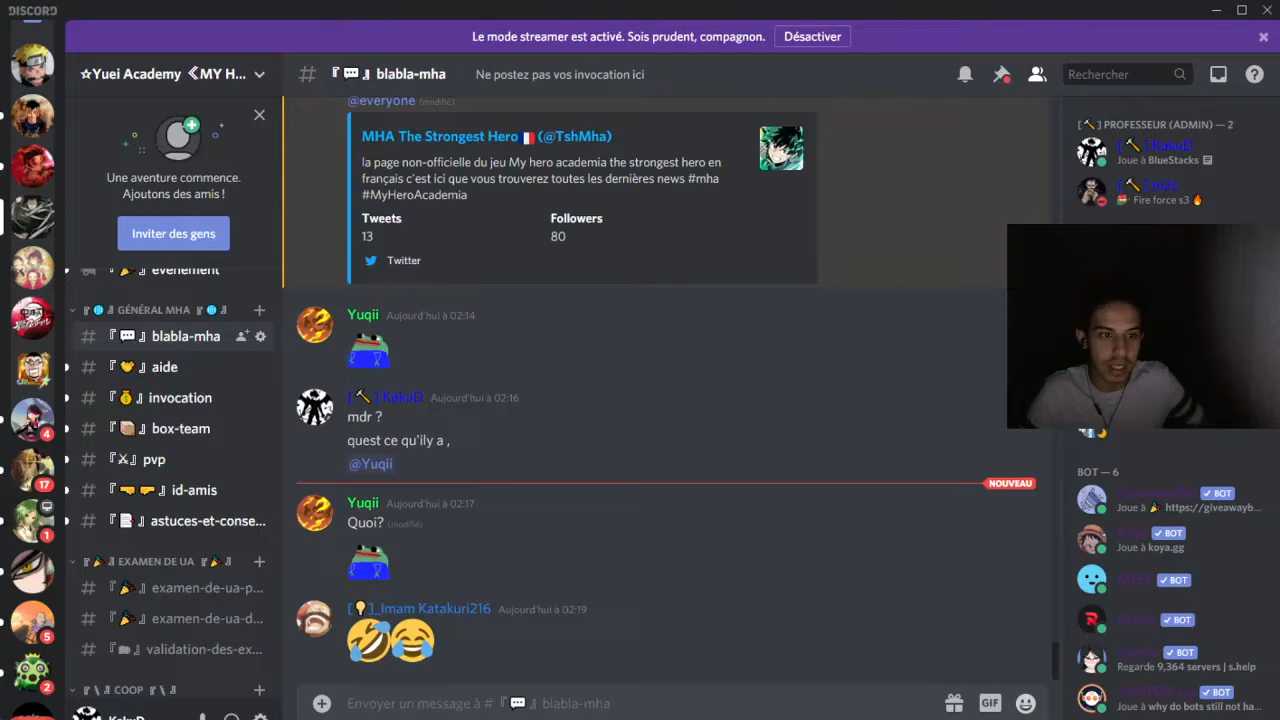 DISCORD
Le mode streamer est activé. Sois prudent, compagnon.
Désactiver
☆Yuei Academy 《MY H...
『💬』blabla-mha
Ne postez pas vos invocation ici
Rechercher
Une aventure commence.
Ajoutons des amis !
Inviter des gens
『🎉』evenement
『🌐』GÉNÉRAL MHA『🌐』
# 『💬』blabla-mha
# 『🤝』aide
# 『💰』invocation
# 『📦』box-team
# 『⚔』pvp
# 『🤜🤛』id-amis
# 『📑』astuces-et-conse...
『🎉』EXAMEN DE UA『🎉』
# 『🎉』examen-de-ua-p...
# 『🎉』examen-de-ua-d...
# 『📁』validation-des-ex...
『\』COOP『\』
KakuD
4
17
1
5
2
@everyone (modifié)
MHA The Strongest Hero 🇫🇷 (@TshMha)
la page non-officielle du jeu My hero academia the strongest hero en
français c'est ici que vous trouverez toutes les dernières news #mha
#MyHeroAcademia
Tweets Followers
13 80
Twitter
Yuqii Aujourd'hui à 02:14
[🔨] KakuD Aujourd'hui à 02:16
mdr ?
quest ce qu'ily a ,
@Yuqii
NOUVEAU
Yuqii Aujourd'hui à 02:17
Quoi? (modifié)
[💡]_Imam Katakuri216 Aujourd'hui à 02:19
🤣😂
Envoyer un message à # 『💬』blabla-mha
GIF
[🔨] PROFESSEUR (ADMIN) — 2
[🔨] KakuD
Joue à BlueStacks
[🔨] m2c
Fire force s3 🔥
BOT — 6
BOT
Joue à 🎉 https://giveawayb...
Koya BOT
Joue à koya.gg
MEE6 BOT
BOT
BOT
Regarde 9,364 servers | s.help
BOT
Joue à why do bots still not ha...